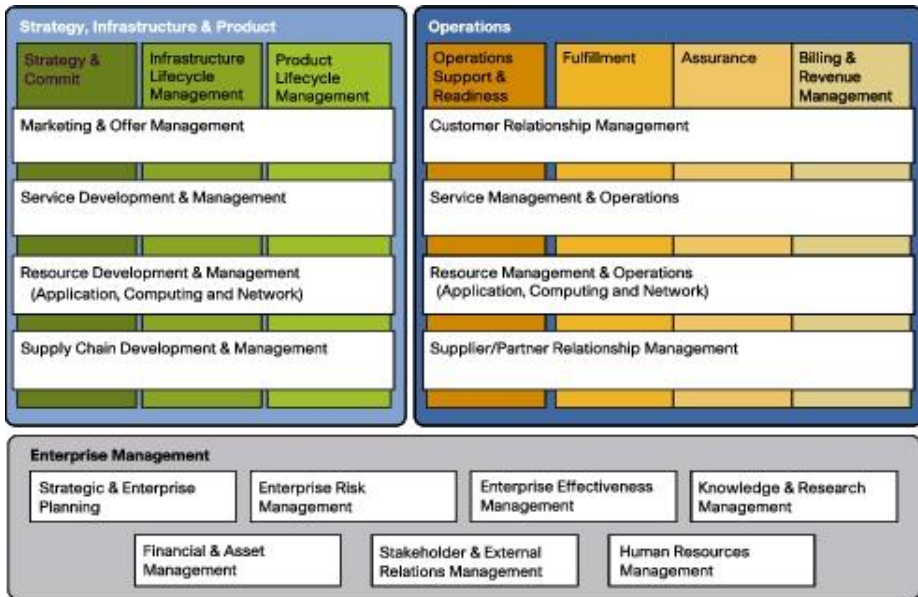 Strategy, Infrastructure & Product
Strategy &
Commit
Infrastructure
Lifecycle
Management
Product
Lifecycle
Management
Marketing & Offer Management
Service Development & Management
Resource Development & Management
(Application, Computing and Network)
Supply Chain Development & Management
Operations
Operations
Support &
Readiness
Fulfillment
Assurance
Billing &
Revenue
Management
Customer Relationship Management
Service Management & Operations
Resource Management & Operations
(Application, Computing and Network)
Supplier/Partner Relationship Management
Enterprise Management
Strategic & Enterprise
Planning
Enterprise Risk
Management
Enterprise Effectiveness
Management
Knowledge & Research
Management
Financial & Asset
Management
Stakeholder & External
Relations Management
Human Resources
Management